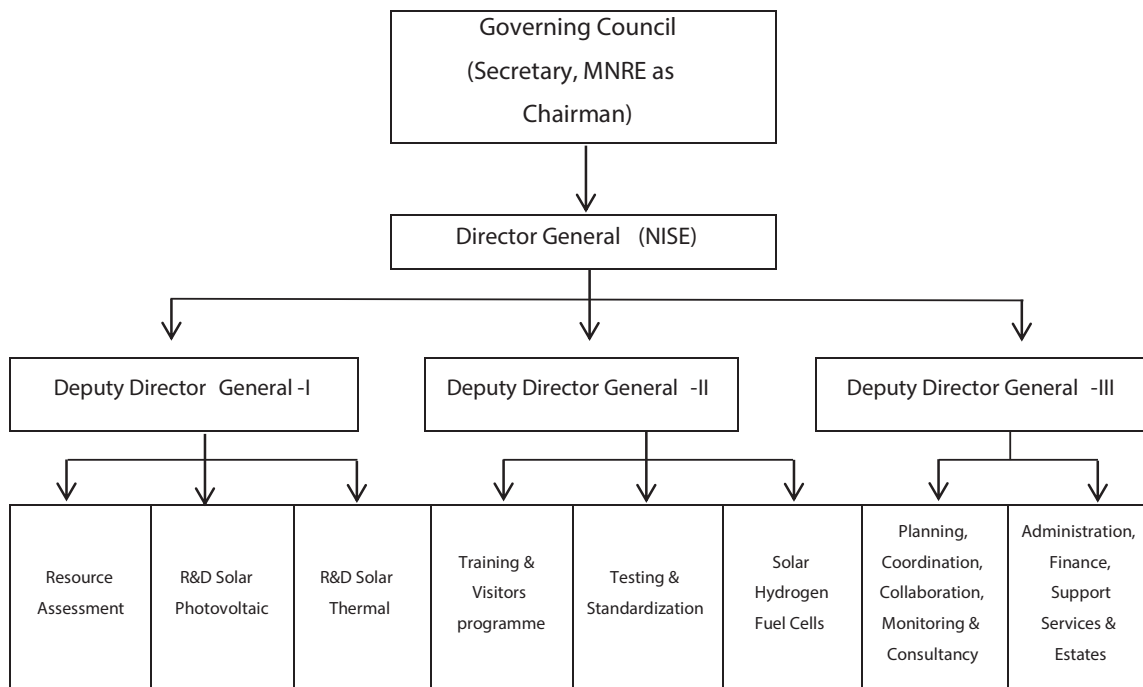 Governing Council
(Secretary, MNRE as
Chairman)
Director General (NISE)
Deputy Director General -I
Deputy Director General -II
Deputy Director General -III
Resource
Assessment
R&D Solar
Photovoltaic
R&D Solar
Thermal
Training &
Visitors
programme
Testing &
Standardization
Solar
Hydrogen
Fuel Cells
Planning,
Coordination,
Collaboration,
Monitoring &
Consultancy
Administration,
Finance,
Support
Services &
Estates